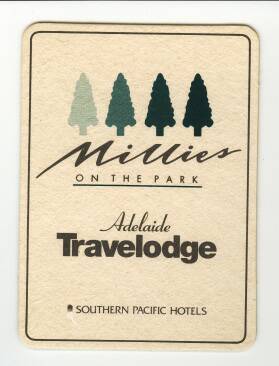 Millies
ON THE PARK
Adelaide
Travelodge
SOUTHERN PACIFIC HOTELS